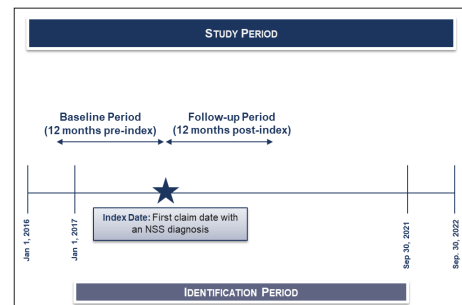 STUDY PERIOD
Baseline Period
(12 months pre-index)
Follow-up Period
(12 months post-index)
Index Date: First claim date with
an NSS diagnosis
Jan 1, 2016
Jan 1, 2017
Sep 30, 2021
Sep. 30, 2022
IDENTIFICATION PERIOD